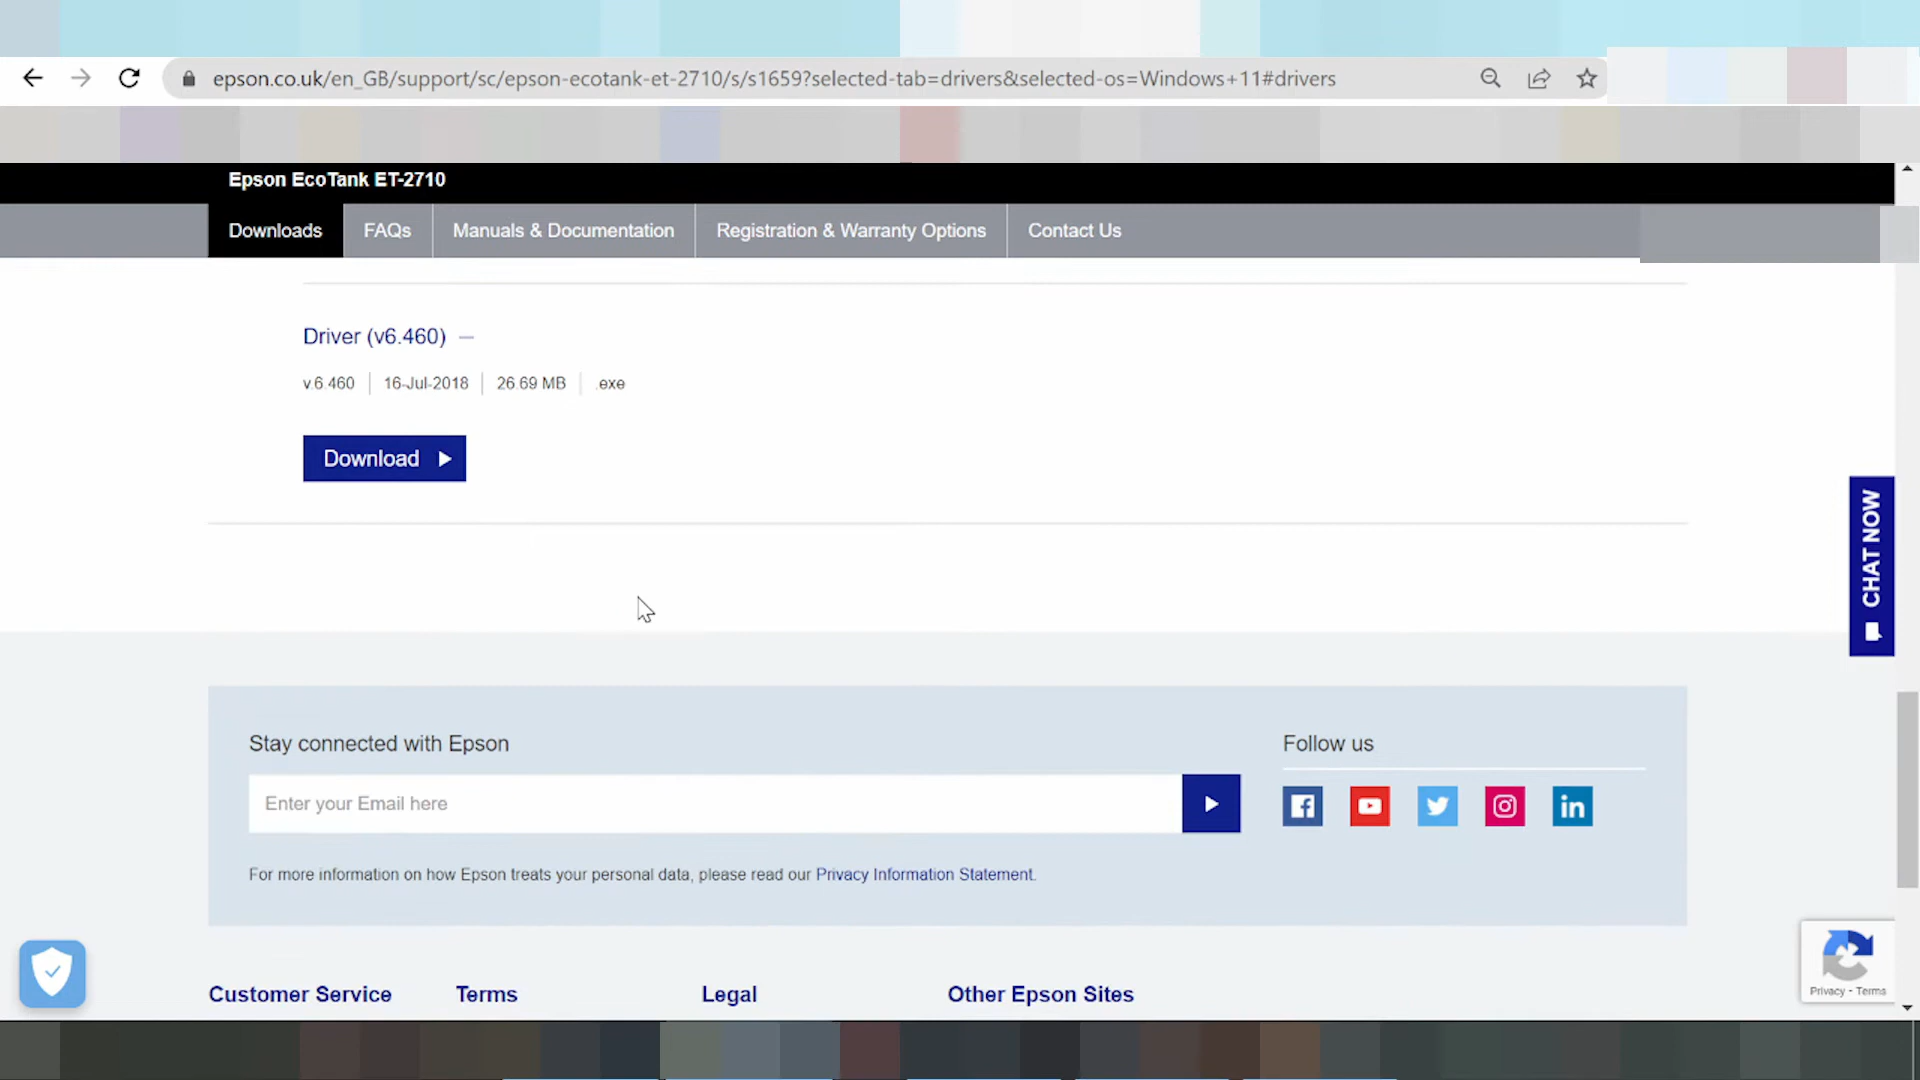 epson.co.uk/en_GB/support/sc/epson-ecotank-et-2710/s/s1659?selected-tab=drivers&selected-os=Windows+11#drivers
Epson EcoTank ET-2710
Downloads FAQs Manuals & Documentation Registration & Warranty Options Contact Us
Driver (v6.460) —
v.6.460 16-Jul-2018 26.69 MB .exe
Download
CHAT NOW
Stay connected with Epson
Follow us
Enter your Email here
For more information on how Epson treats your personal data, please read our Privacy Information Statement.
Privacy - Terms
Customer Service Terms Legal Other Epson Sites